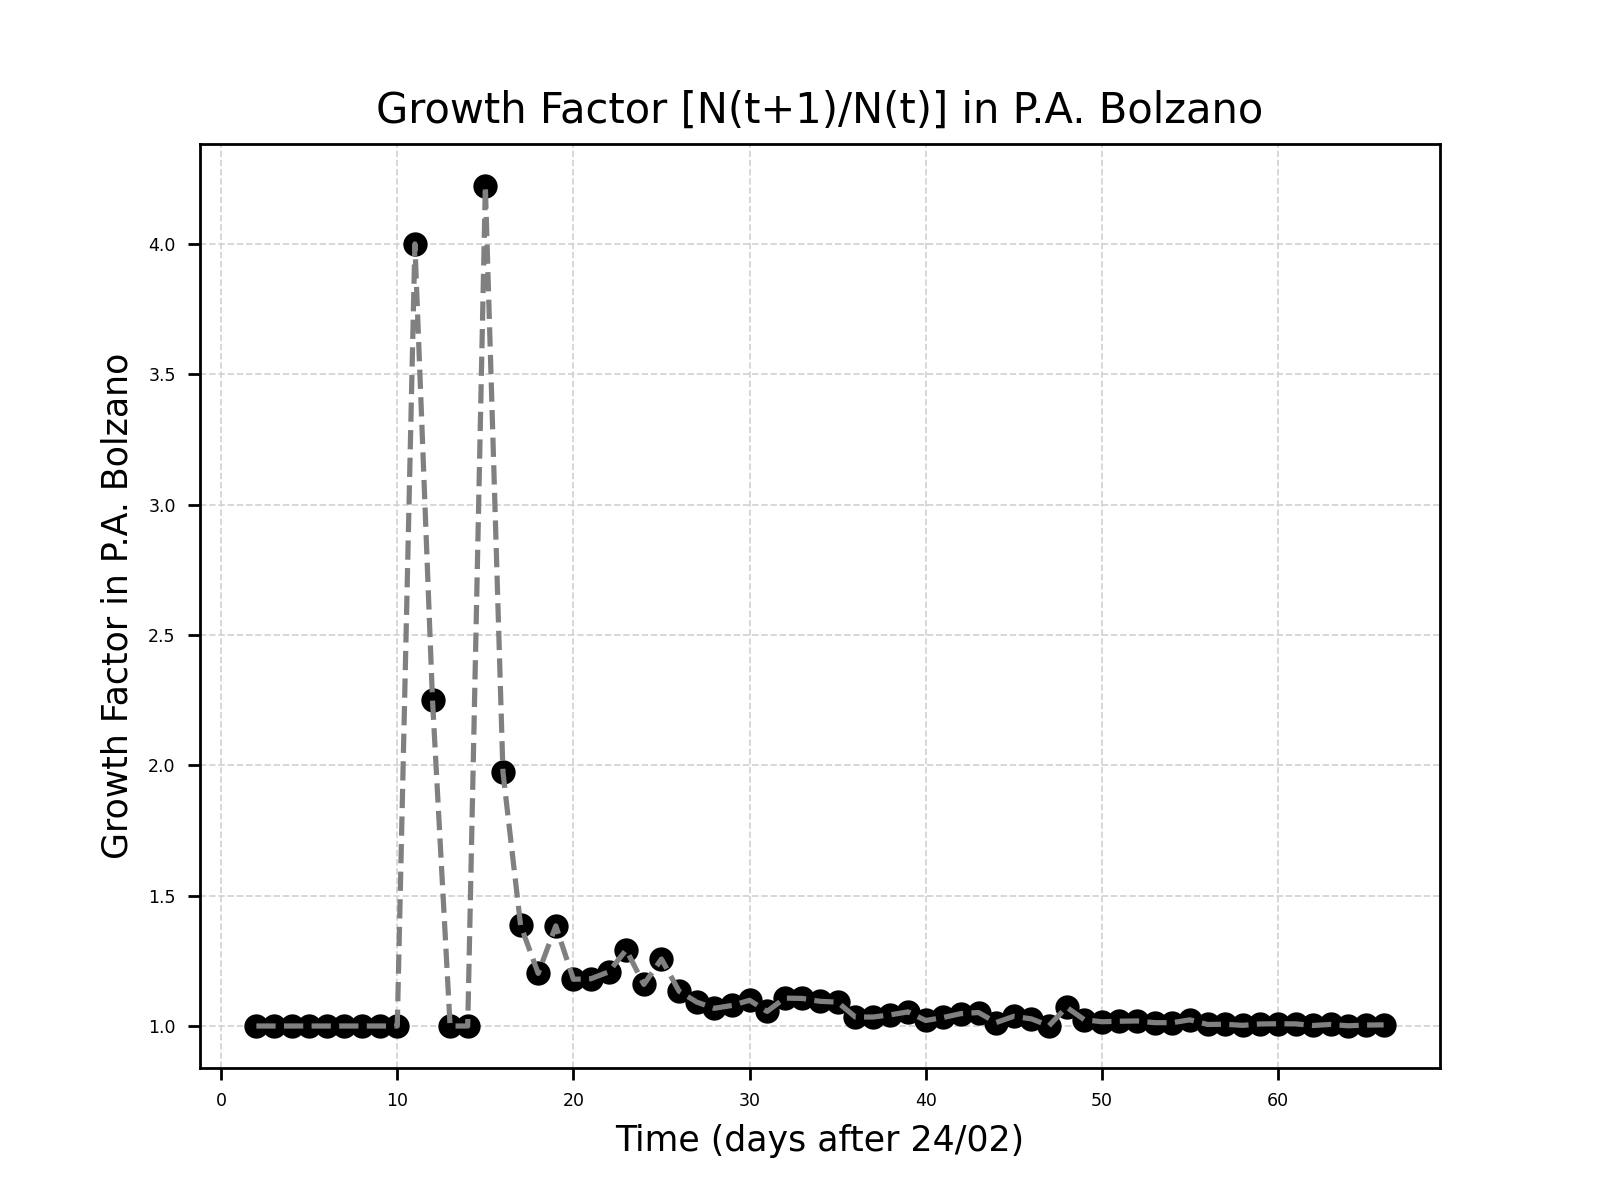 Growth Factor [N(t+1)/N(t)] in P.A. Bolzano
Growth Factor in P.A. Bolzano
4.0
3.5
3.0
2.5
2.0
1.5
1.0
0 10 20 30 40 50 60
Time (days after 24/02)